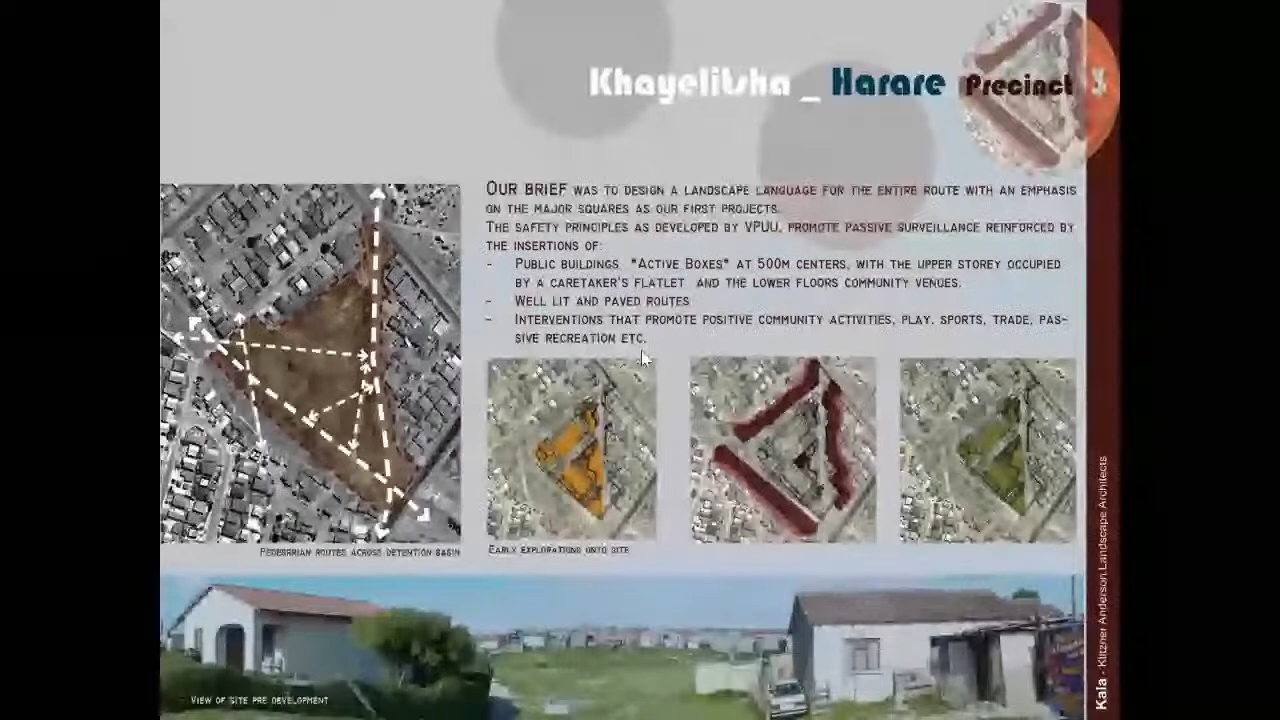 Khayelitsha _ Harare Precinct 3
OUR BRIEF WAS TO DESIGN A LANDSCAPE LANGUAGE FOR THE ENTIRE ROUTE WITH AN EMPHASIS
ON THE MAJOR SQUARES AS OUR FIRST PROJECTS.
THE SAFETY PRINCIPLES AS DEVELOPED BY VPUU, PROMOTE PASSIVE SURVEILLANCE REINFORCED BY
THE INSERTIONS OF:
- PUBLIC BUILDINGS "ACTIVE BOXES" AT 500M CENTERS, WITH THE UPPER STOREY OCCUPIED
BY A CARETAKER'S FLATLET AND THE LOWER FLOORS COMMUNITY VENUES.
- WELL LIT AND PAVED ROUTES
- INTERVENTIONS THAT PROMOTE POSITIVE COMMUNITY ACTIVITIES, PLAY, SPORTS, TRADE, PAS-
SIVE RECREATION ETC.
PEDESRIAN ROUTES ACROSS DETENTION BASIN
EARLY EXPLORATIONS ONTO SITE
VIEW OF SITE PRE DEVELOPMENT
Kala - Klitzner Anderson Landscape Architects